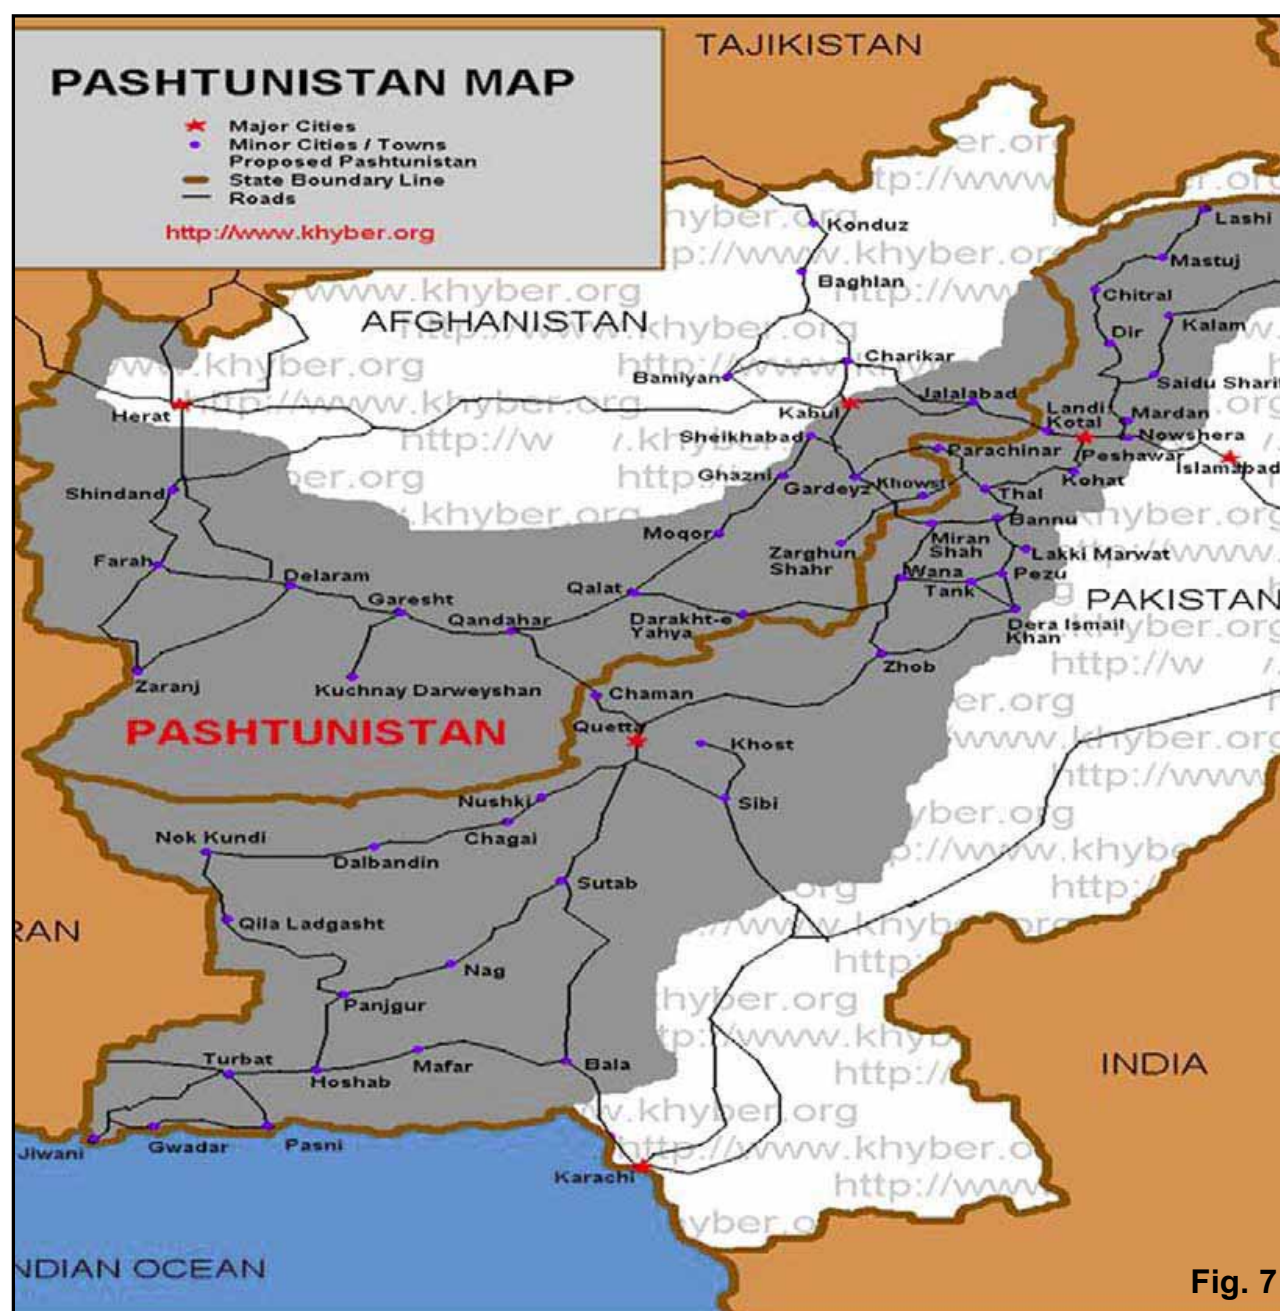 TAJIKISTAN
PASHTUNISTAN MAP
Major Cities
Minor Cities / Towns
Proposed Pashtunistan
State Boundary Line
Roads
http://www.khyber.org
Lashi
Konduz
Mastuj
Baghlan
Chitral
AFGHANISTAN
Kalam
Dir
Charikar
Bamiyan
Saidu Sharif
Jalalabad
Herat
Kabul
Landi
Kotal
Mardan
Sheikhabad
Nowshera
Parachinar
Peshawar
Islamabad
Ghazni
Gardeyz
Khowst
Kohat
Shindand
Thal
Bannu
Moqor
Miran
Shah
Zarghun
Shahr
Lakki Marwat
Farah
Delaram
Wana
Pezu
Qalat
Tank
PAKISTAN
Garesht
Qandahar
Darakht-e
Yahya
Dera Ismail
Khan
Zhob
Zaranj
Kuchnay Darweyshan
Chaman
PASHTUNISTAN
Quetta
Khost
Nushki
Sibi
Nok Kundi
Chagai
Dalbandin
Sutab
Qila Ladgasht
RAN
Nag
Panjgur
Turbat
Hoshab
Mafar
Bala
INDIA
Jiwani
Gwadar
Pasni
Karachi
NDIAN OCEAN
Fig. 7